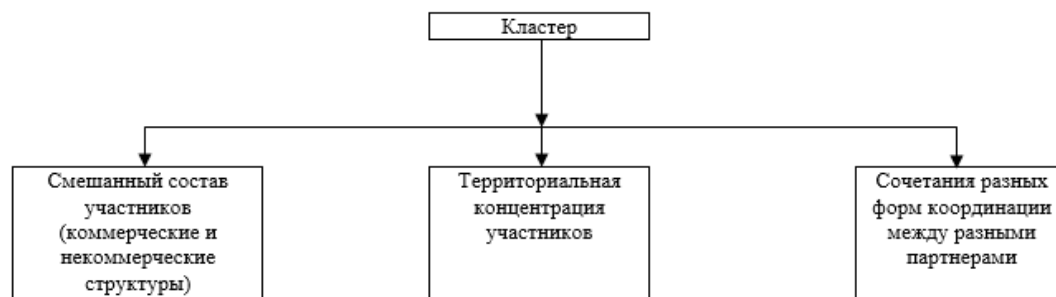 Кластер
Смешанный состав
участников
(коммерческие и
некоммерческие
структуры)
Территориальная
концентрация
участников
Сочетания разных
форм координации
между разными
партнерами